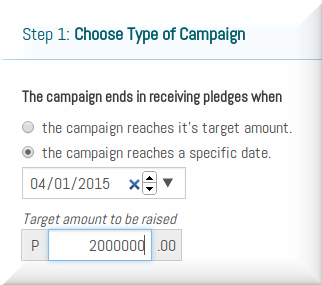 Step 1: Choose Type of Campaign
The campaign ends in receiving pledges when
the campaign reaches it's target amount.
the campaign reaches a specific date.
04/01/2015
Target amount to be raised
P 2000000 .00